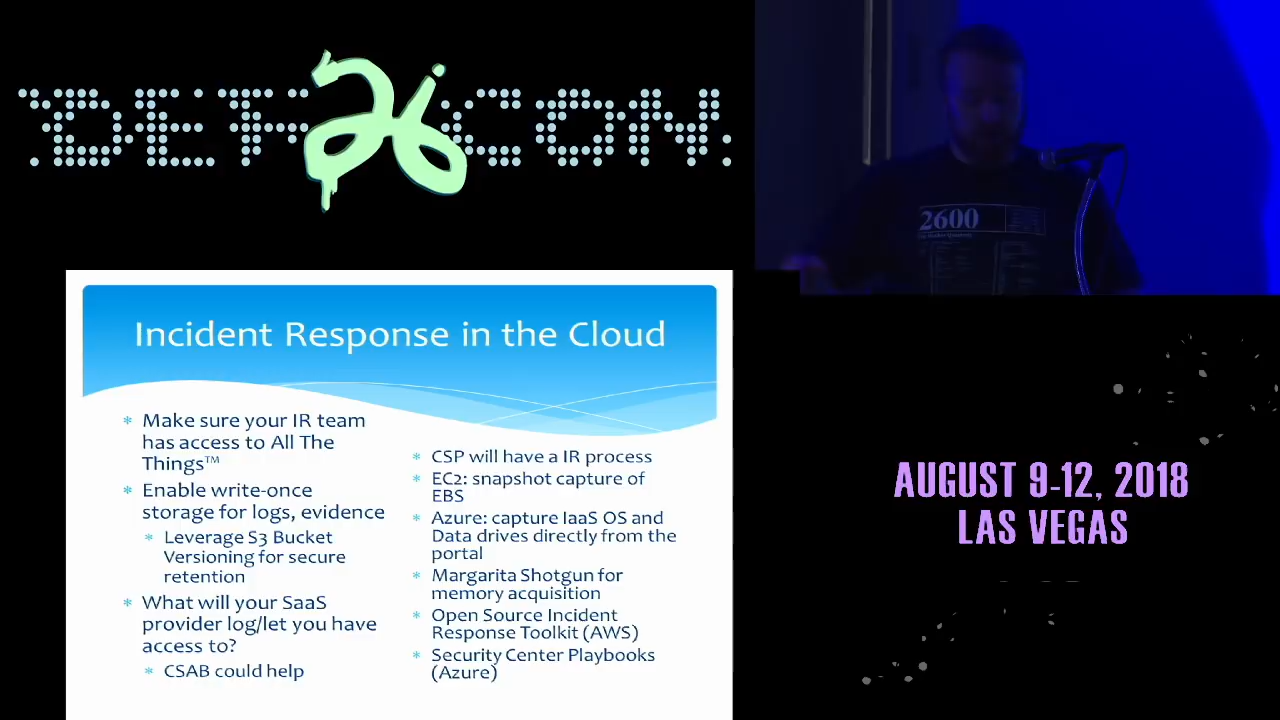 DEF 26 CON
2600
Incident Response in the Cloud
Make sure your IR team
has access to All The
Things™
Enable write-once
storage for logs, evidence
Leverage S3 Bucket
Versioning for secure
retention
What will your SaaS
provider log/let you have
access to?
CSAB could help
CSP will have a IR process
EC2: snapshot capture of
EBS
Azure: capture IaaS OS and
Data drives directly from the
portal
Margarita Shotgun for
memory acquisition
Open Source Incident
Response Toolkit (AWS)
Security Center Playbooks
(Azure)
AUGUST 9-12, 2018
LAS VEGAS